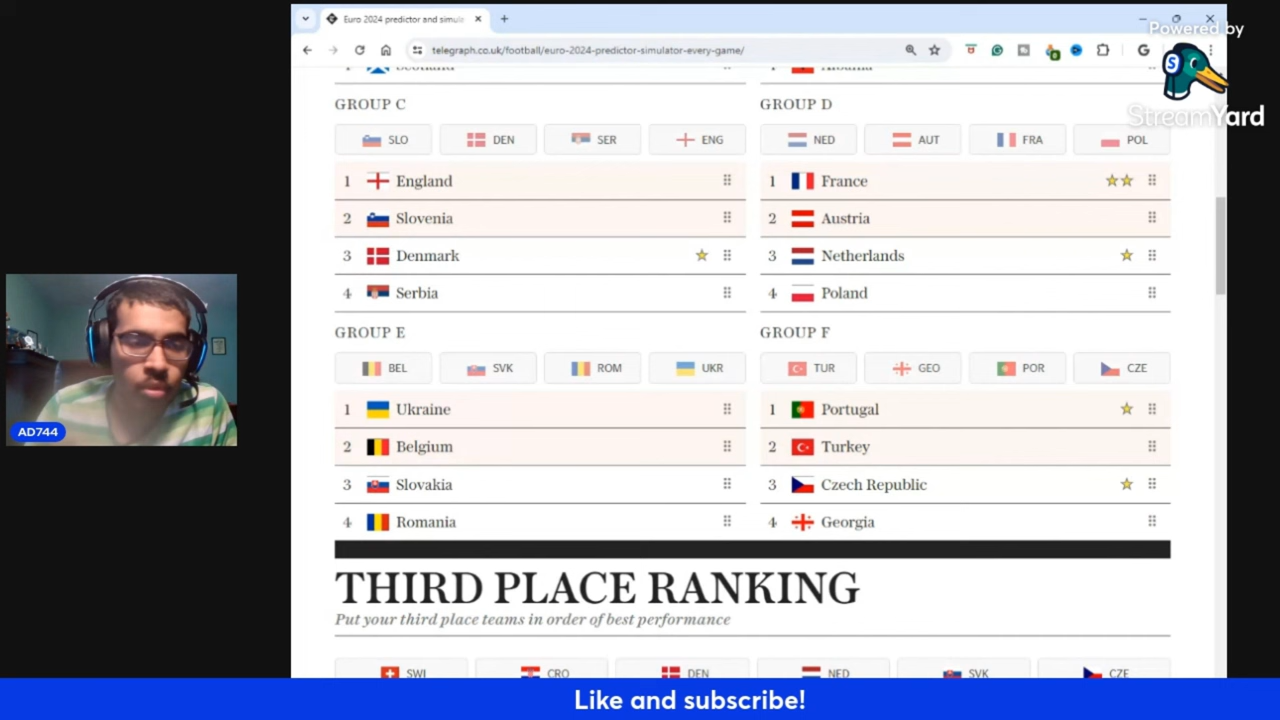 Euro 2024 predictor and simula
telegraph.co.uk/football/euro-2024-predictor-simulator-every-game/
Powered by
StreamYard
Scotland
Albania
GROUP C
SLO DEN SER ENG
1 England
2 Slovenia
3 Denmark
4 Serbia
GROUP D
NED AUT FRA POL
1 France
2 Austria
3 Netherlands
4 Poland
GROUP E
BEL SVK ROM UKR
1 Ukraine
2 Belgium
3 Slovakia
4 Romania
GROUP F
TUR GEO POR CZE
1 Portugal
2 Turkey
3 Czech Republic
4 Georgia
THIRD PLACE RANKING
Put your third place teams in order of best performance
SWI CRO DEN NED SVK CZE
AD744
Like and subscribe!